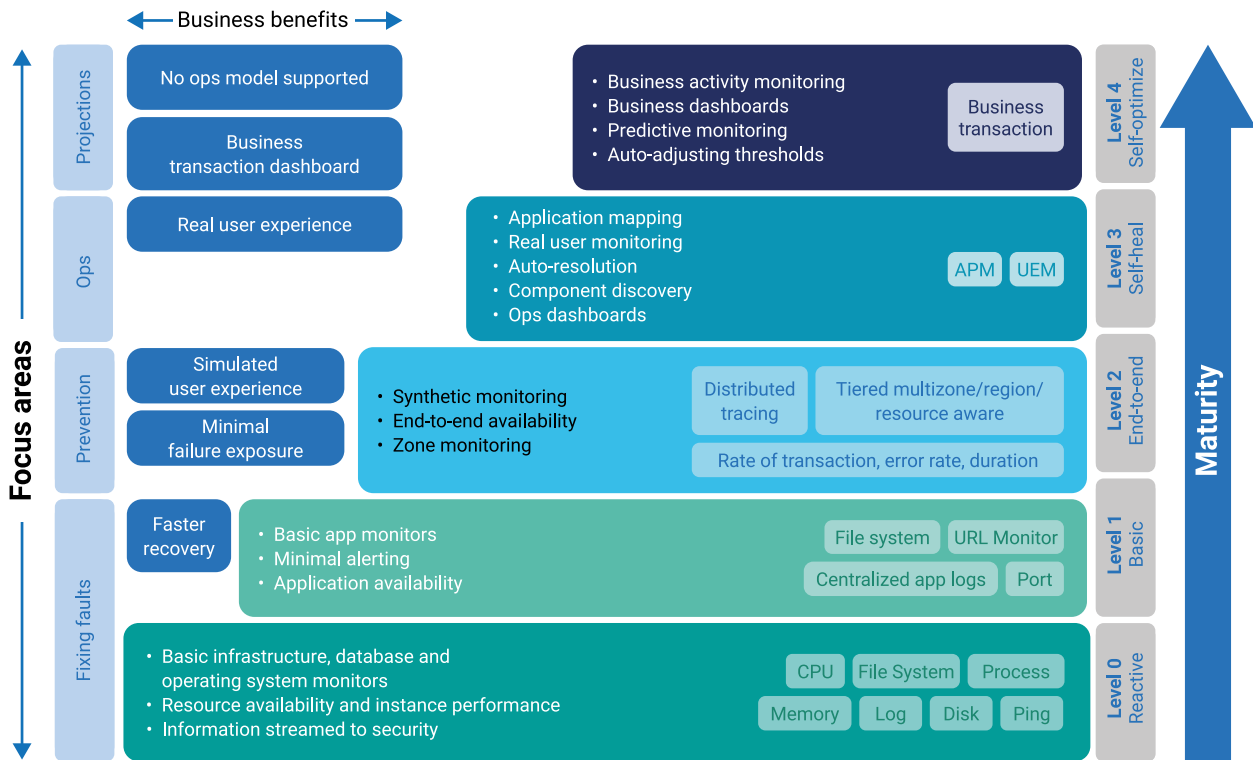 Business benefits
Focus areas
Projections
No ops model supported
Business
transaction dashboard
• Business activity monitoring
• Business dashboards
• Predictive monitoring
• Auto-adjusting thresholds
Business
transaction
Level 4
Self-optimize
Ops
Real user experience
• Application mapping
• Real user monitoring
• Auto-resolution
• Component discovery
• Ops dashboards
APM
UEM
Level 3
Self-heal
Prevention
Simulated
user experience
Minimal
failure exposure
• Synthetic monitoring
• End-to-end availability
• Zone monitoring
Distributed
tracing
Tiered multizone/region/
resource aware
Rate of transaction, error rate, duration
Level 2
End-to-end
Fixing faults
Faster
recovery
• Basic app monitors
• Minimal alerting
• Application availability
File system
URL Monitor
Centralized app logs
Port
Level 1
Basic
• Basic infrastructure, database and
operating system monitors
• Resource availability and instance performance
• Information streamed to security
CPU
File System
Process
Memory
Log
Disk
Ping
Level 0
Reactive
Maturity